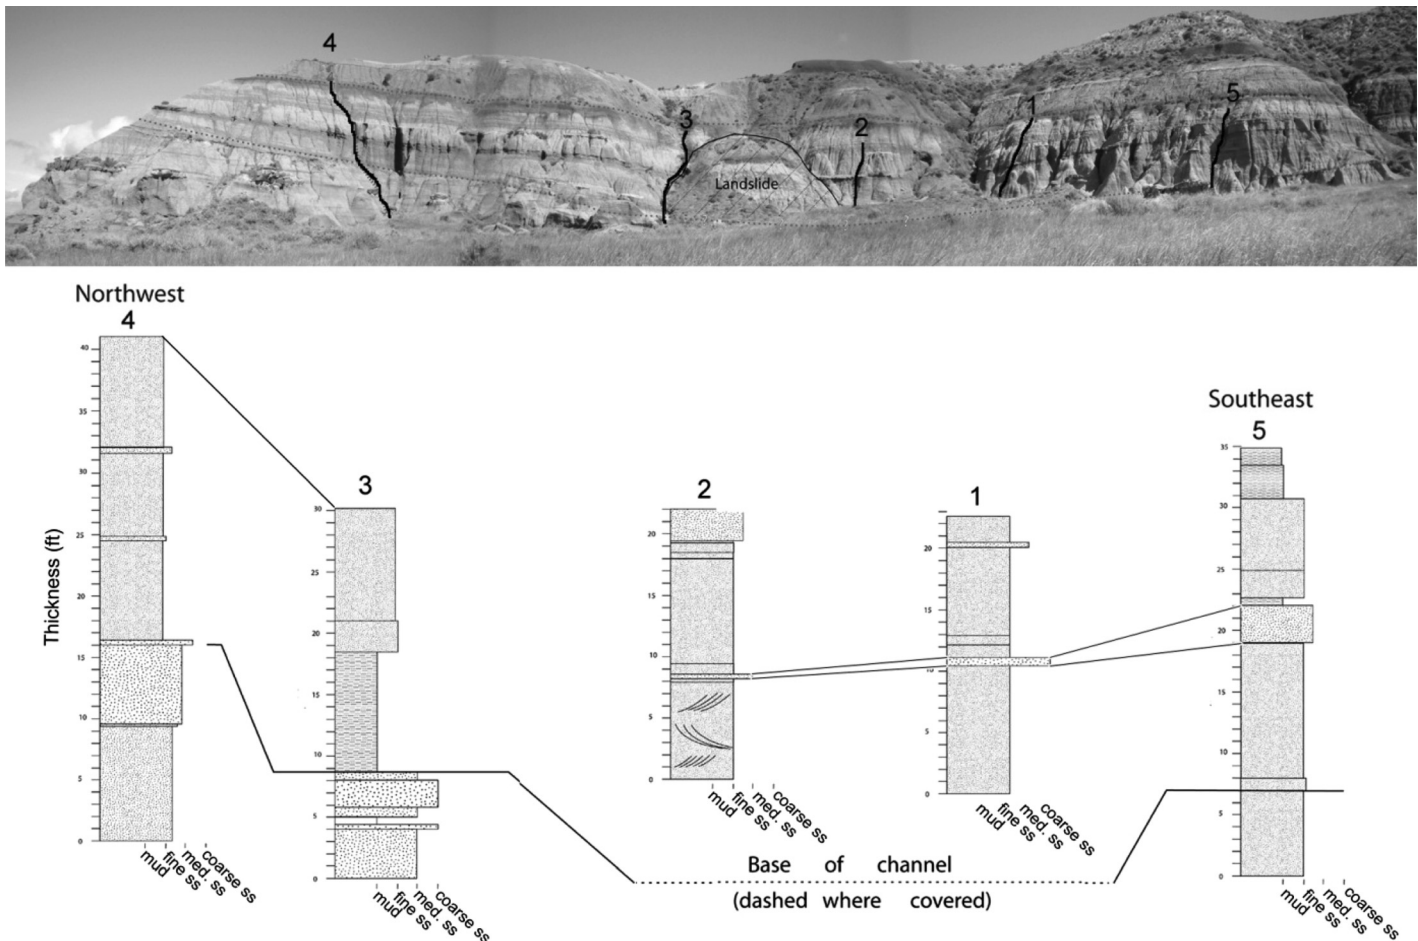 4
3
2
1
5
Landslide
Northwest
4
Southeast
5
3
2
1
Thickness (ft)
40
35
30
25
20
15
10
5
0
mud
fine ss
med. ss
coarse ss
30
25
20
15
10
5
0
mud
fine ss
med. ss
coarse ss
20
15
10
5
0
mud
fine ss
med. ss
coarse ss
20
15
10
5
0
mud
fine ss
med. ss
coarse ss
35
30
25
20
15
10
5
0
mud
fine ss
med. ss
coarse ss
Base of channel
(dashed where covered)